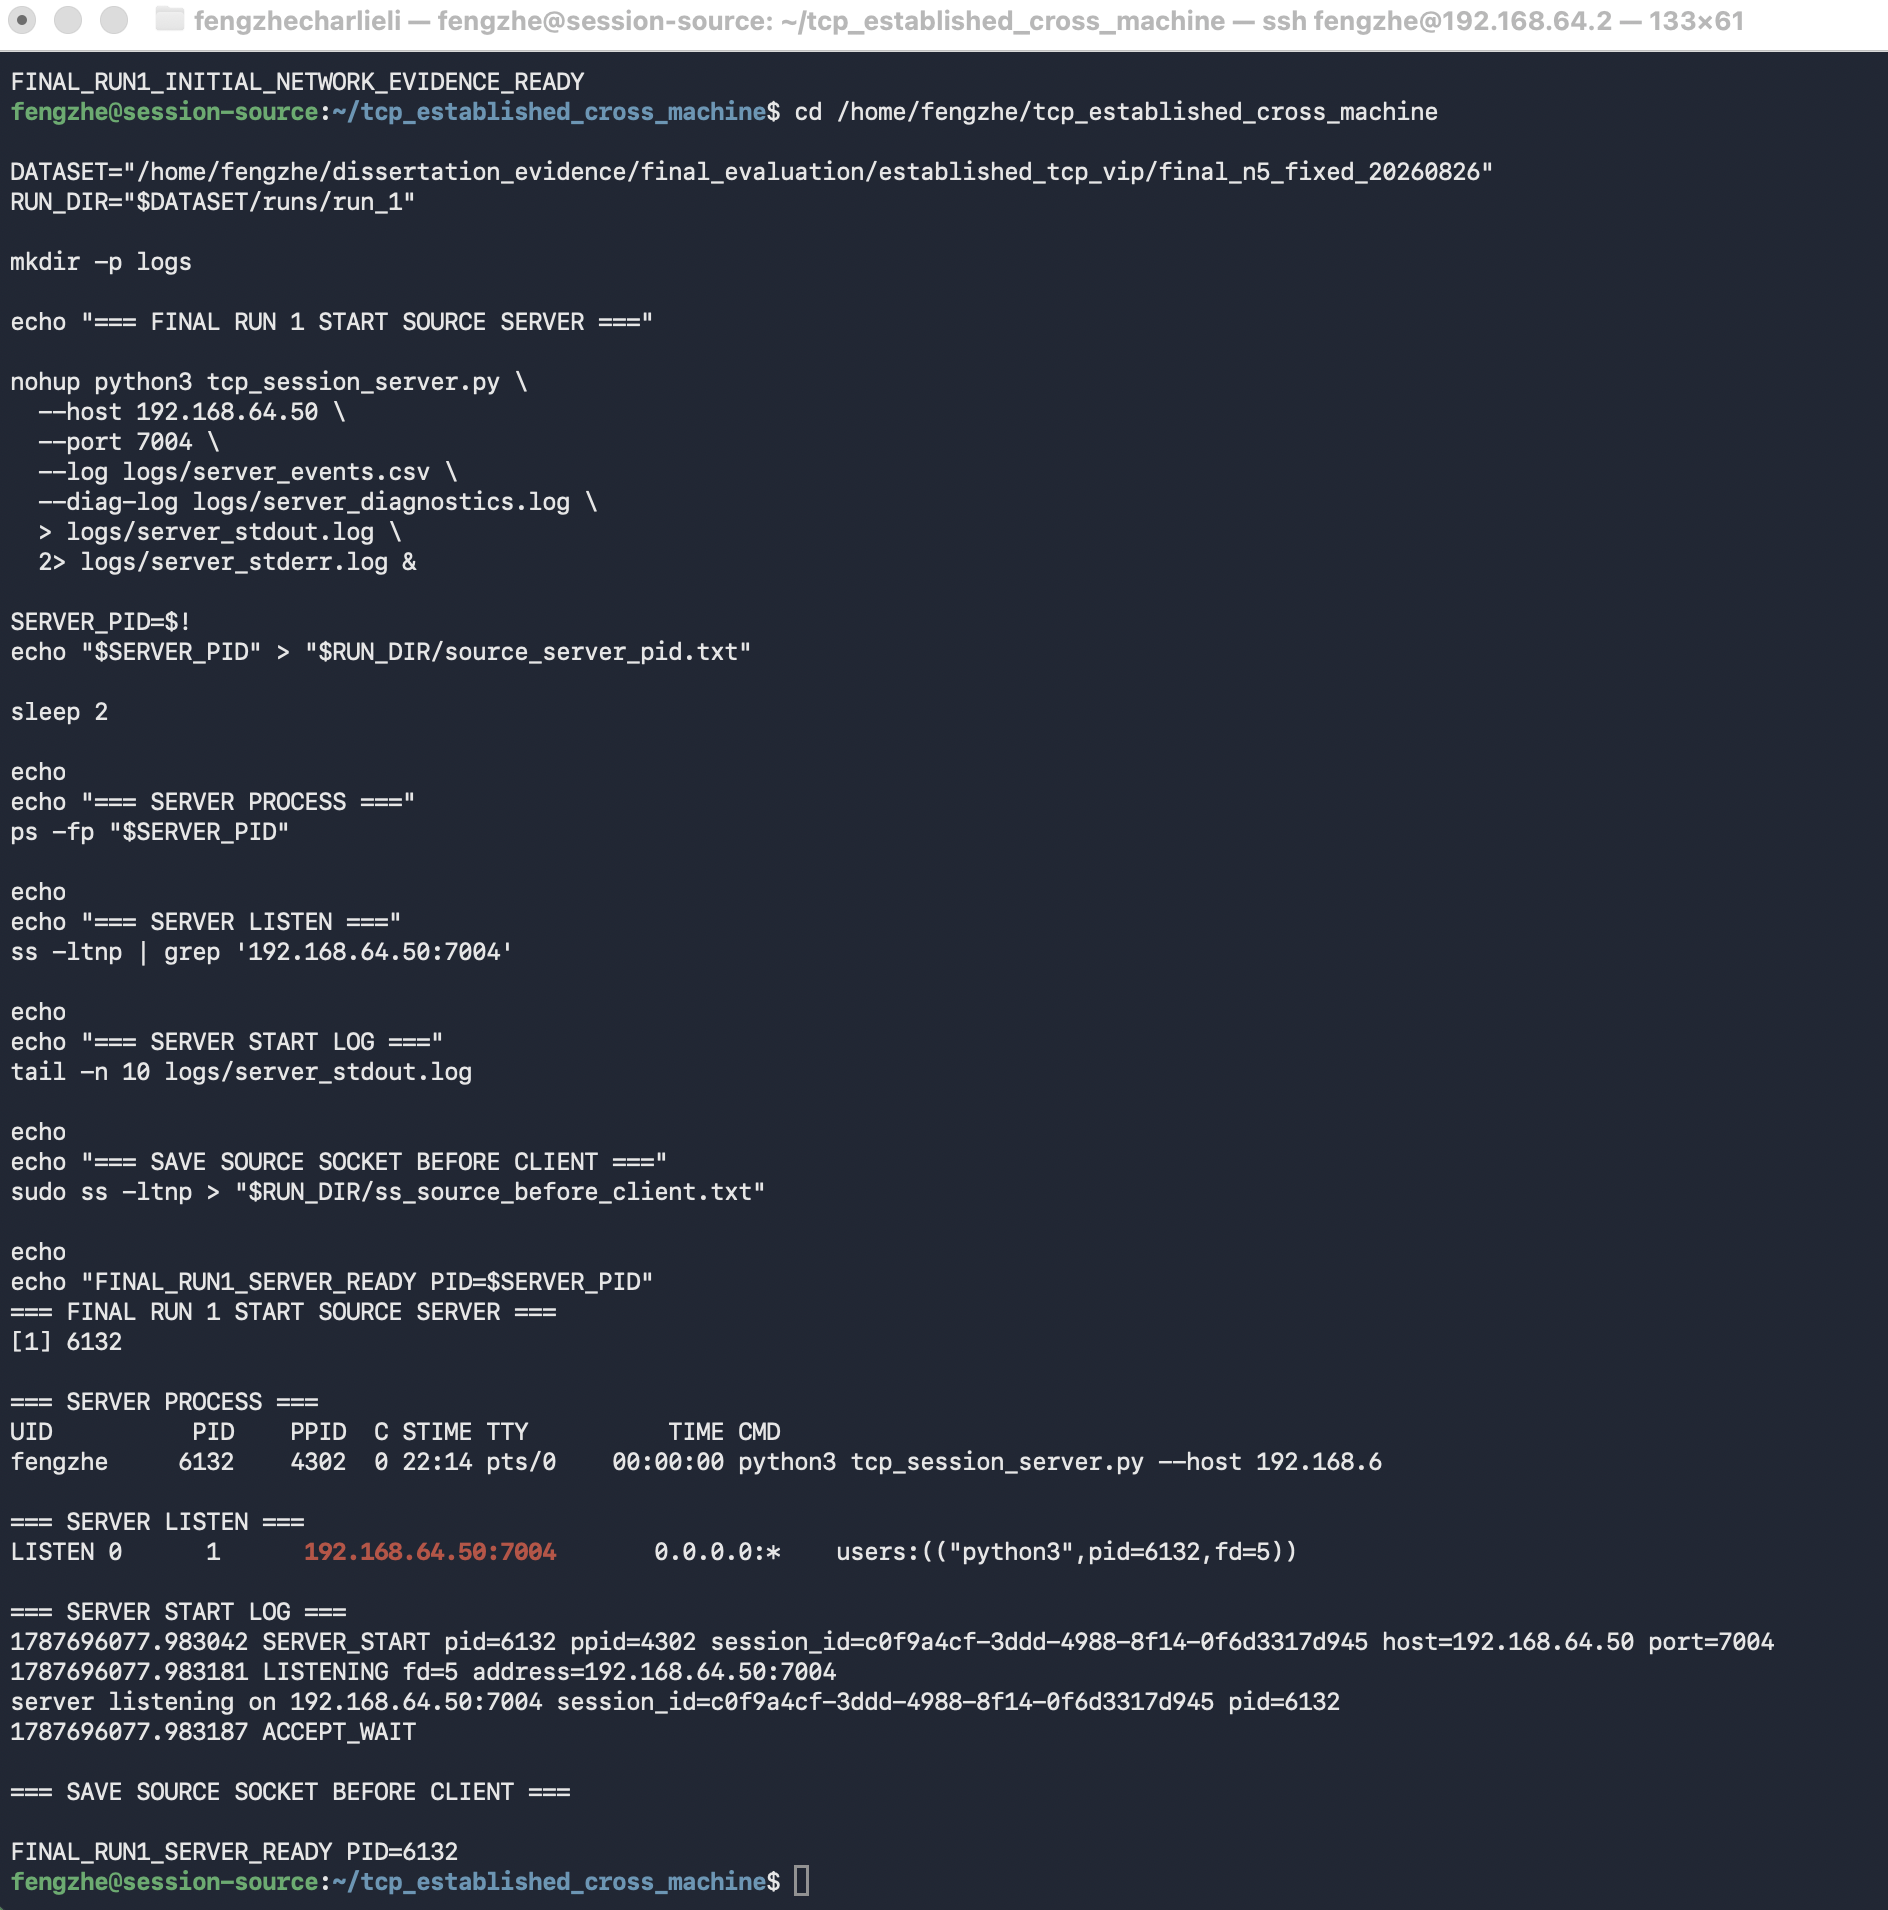 fengzhecharlieli — fengzhe@session-source: ~/tcp_established_cross_machine — ssh fengzhe@192.168.64.2 — 133×61
FINAL_RUN1_INITIAL_NETWORK_EVIDENCE_READY
fengzhe@session-source:~/tcp_established_cross_machine$ cd /home/fengzhe/tcp_established_cross_machine
DATASET="/home/fengzhe/dissertation_evidence/final_evaluation/established_tcp_vip/final_n5_fixed_20260826"
RUN_DIR="$DATASET/runs/run_1"
mkdir -p logs
echo "=== FINAL RUN 1 START SOURCE SERVER ==="
nohup python3 tcp_session_server.py \
  --host 192.168.64.50 \
  --port 7004 \
  --log logs/server_events.csv \
  --diag-log logs/server_diagnostics.log \
  > logs/server_stdout.log \
  2> logs/server_stderr.log &
SERVER_PID=$!
echo "$SERVER_PID" > "$RUN_DIR/source_server_pid.txt"
sleep 2
echo
echo "=== SERVER PROCESS ==="
ps -fp "$SERVER_PID"
echo
echo "=== SERVER LISTEN ==="
ss -ltnp | grep '192.168.64.50:7004'
echo
echo "=== SERVER START LOG ==="
tail -n 10 logs/server_stdout.log
echo
echo "=== SAVE SOURCE SOCKET BEFORE CLIENT ==="
sudo ss -ltnp > "$RUN_DIR/ss_source_before_client.txt"
echo
echo "FINAL_RUN1_SERVER_READY PID=$SERVER_PID"
=== FINAL RUN 1 START SOURCE SERVER ===
[1] 6132
=== SERVER PROCESS ===
UID          PID    PPID  C STIME TTY          TIME CMD
fengzhe     6132    4302  0 22:14 pts/0    00:00:00 python3 tcp_session_server.py --host 192.168.6
=== SERVER LISTEN ===
LISTEN 0      1      192.168.64.50:7004       0.0.0.0:*    users:(("python3",pid=6132,fd=5))
=== SERVER START LOG ===
1787696077.983042 SERVER_START pid=6132 ppid=4302 session_id=c0f9a4cf-3ddd-4988-8f14-0f6d3317d945 host=192.168.64.50 port=7004
1787696077.983181 LISTENING fd=5 address=192.168.64.50:7004
server listening on 192.168.64.50:7004 session_id=c0f9a4cf-3ddd-4988-8f14-0f6d3317d945 pid=6132
1787696077.983187 ACCEPT_WAIT
=== SAVE SOURCE SOCKET BEFORE CLIENT ===
FINAL_RUN1_SERVER_READY PID=6132
fengzhe@session-source:~/tcp_established_cross_machine$